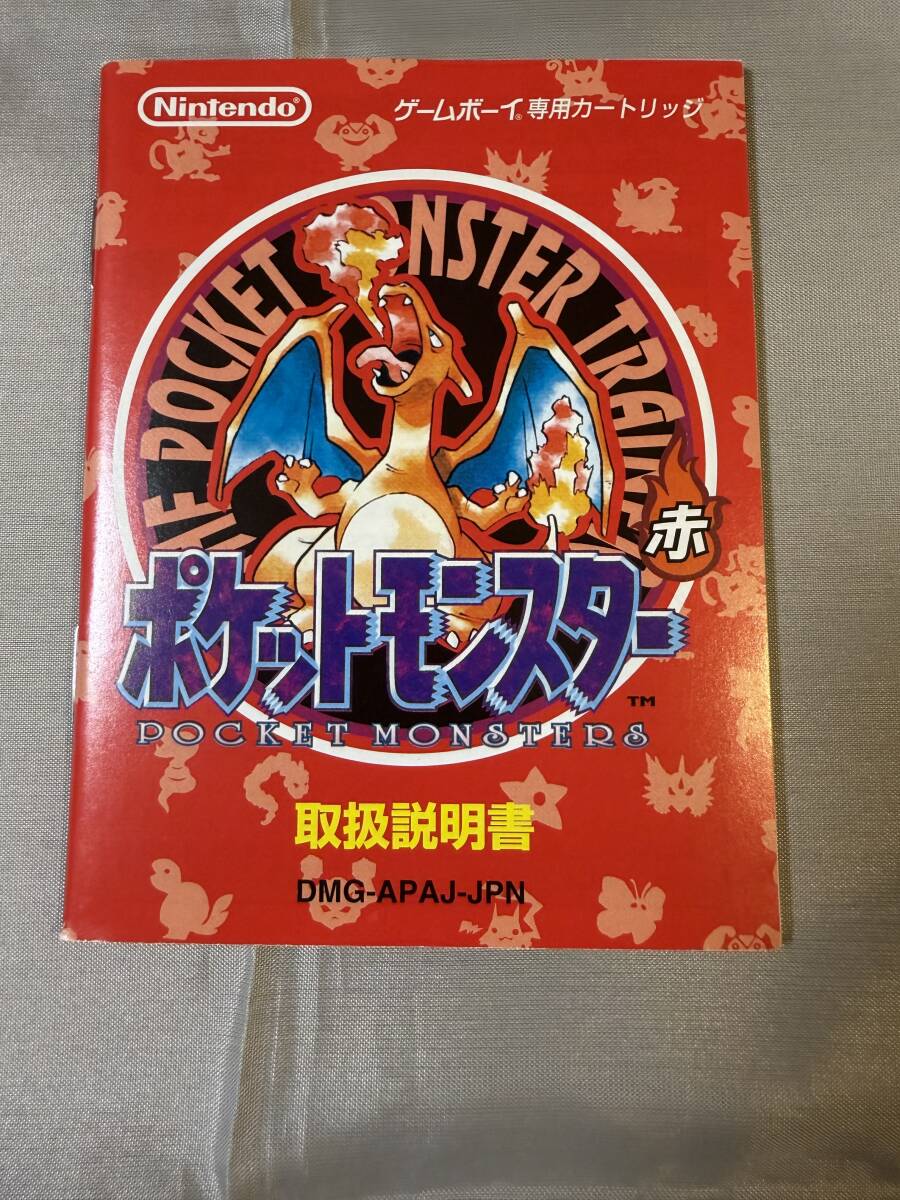 Nintendo®
ゲームボーイ®専用カートリッジ
THE POCKET MONSTER TRAINER
赤
ポケットモンスター
TM
POCKET MONSTERS
取扱説明書
DMG-APAJ-JPN